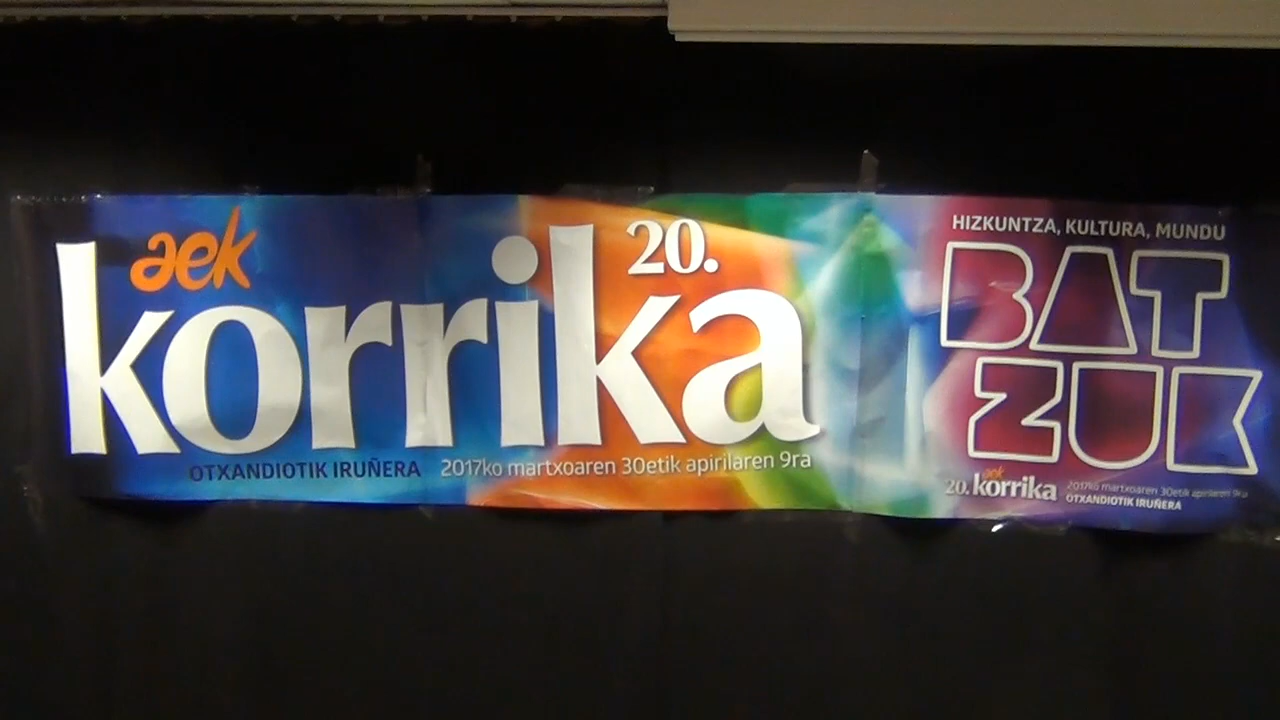 aek
20.
korrika
OTXANDIOTIK IRUÑERA 2017ko martxoaren 30etik apirilaren 9ra
HIZKUNTZA, KULTURA, MUNDU
BAT
ZUK
aek
20. korrika
2017ko martxoaren 30etik apirilaren 9ra
OTXANDIOTIK IRUÑERA